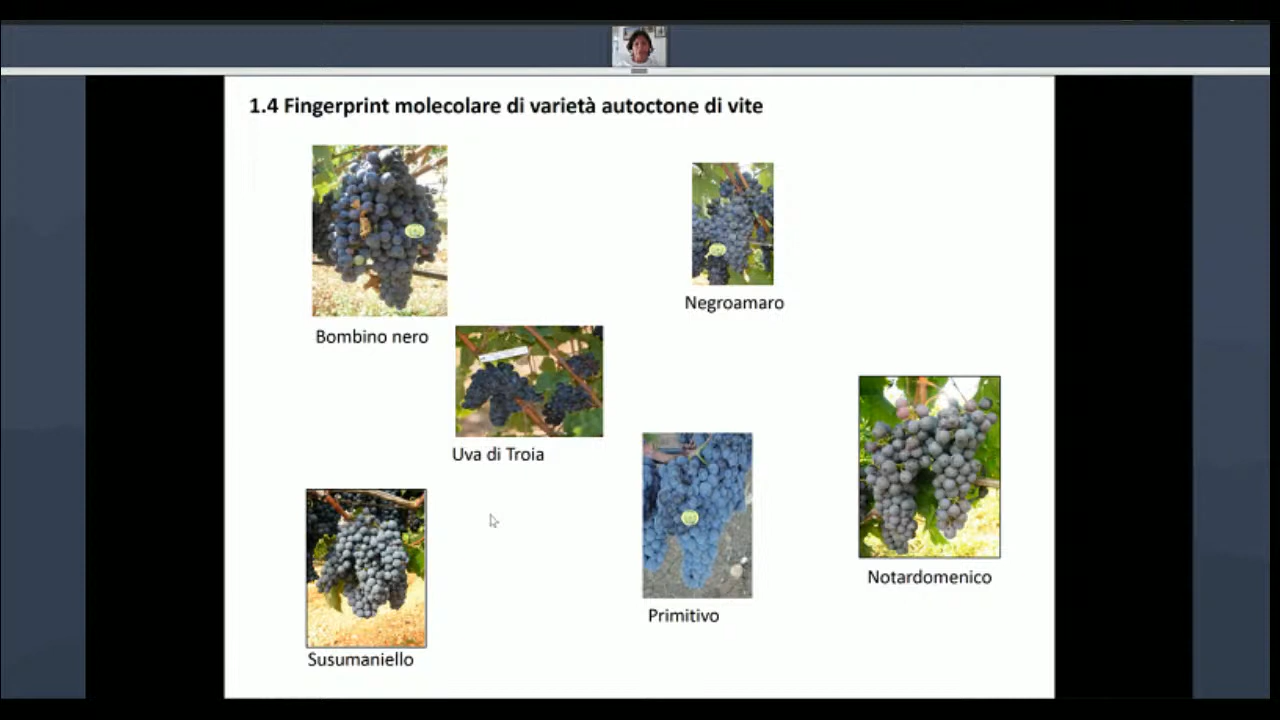 1.4 Fingerprint molecolare di varietà autoctone di vite
Negroamaro
Bombino nero
Uva di Troia
Notardomenico
Primitivo
Susumaniello